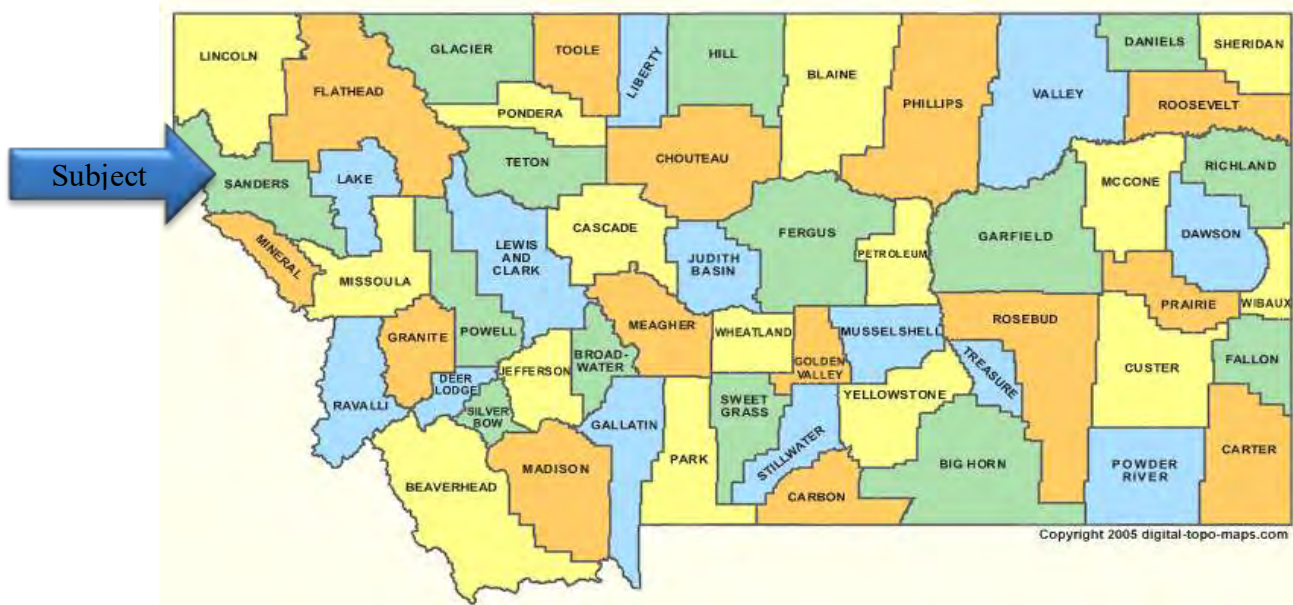 LINCOLN
FLATHEAD
GLACIER
TOOLE
LIBERTY
HILL
BLAINE
PHILLIPS
VALLEY
DANIELS
SHERIDAN
ROOSEVELT
PONDERA
Subject
SANDERS
LAKE
TETON
CHOUTEAU
MCCONE
RICHLAND
MINERAL
MISSOULA
LEWIS
AND
CLARK
CASCADE
JUDITH
BASIN
FERGUS
PETROLEUM
GARFIELD
DAWSON
PRAIRIE
WIBAUX
GRANITE
POWELL
MEAGHER
WHEATLAND
GOLDEN
VALLEY
MUSSELSHELL
ROSEBUD
TREASURE
CUSTER
FALLON
RAVALLI
DEER
LODGE
SILVER
BOW
JEFFERSON
BROAD-
WATER
GALLATIN
PARK
SWEET
GRASS
STILLWATER
YELLOWSTONE
BIG HORN
POWDER
RIVER
CARTER
BEAVERHEAD
MADISON
CARBON
Copyright 2005 digital-topo-maps.com